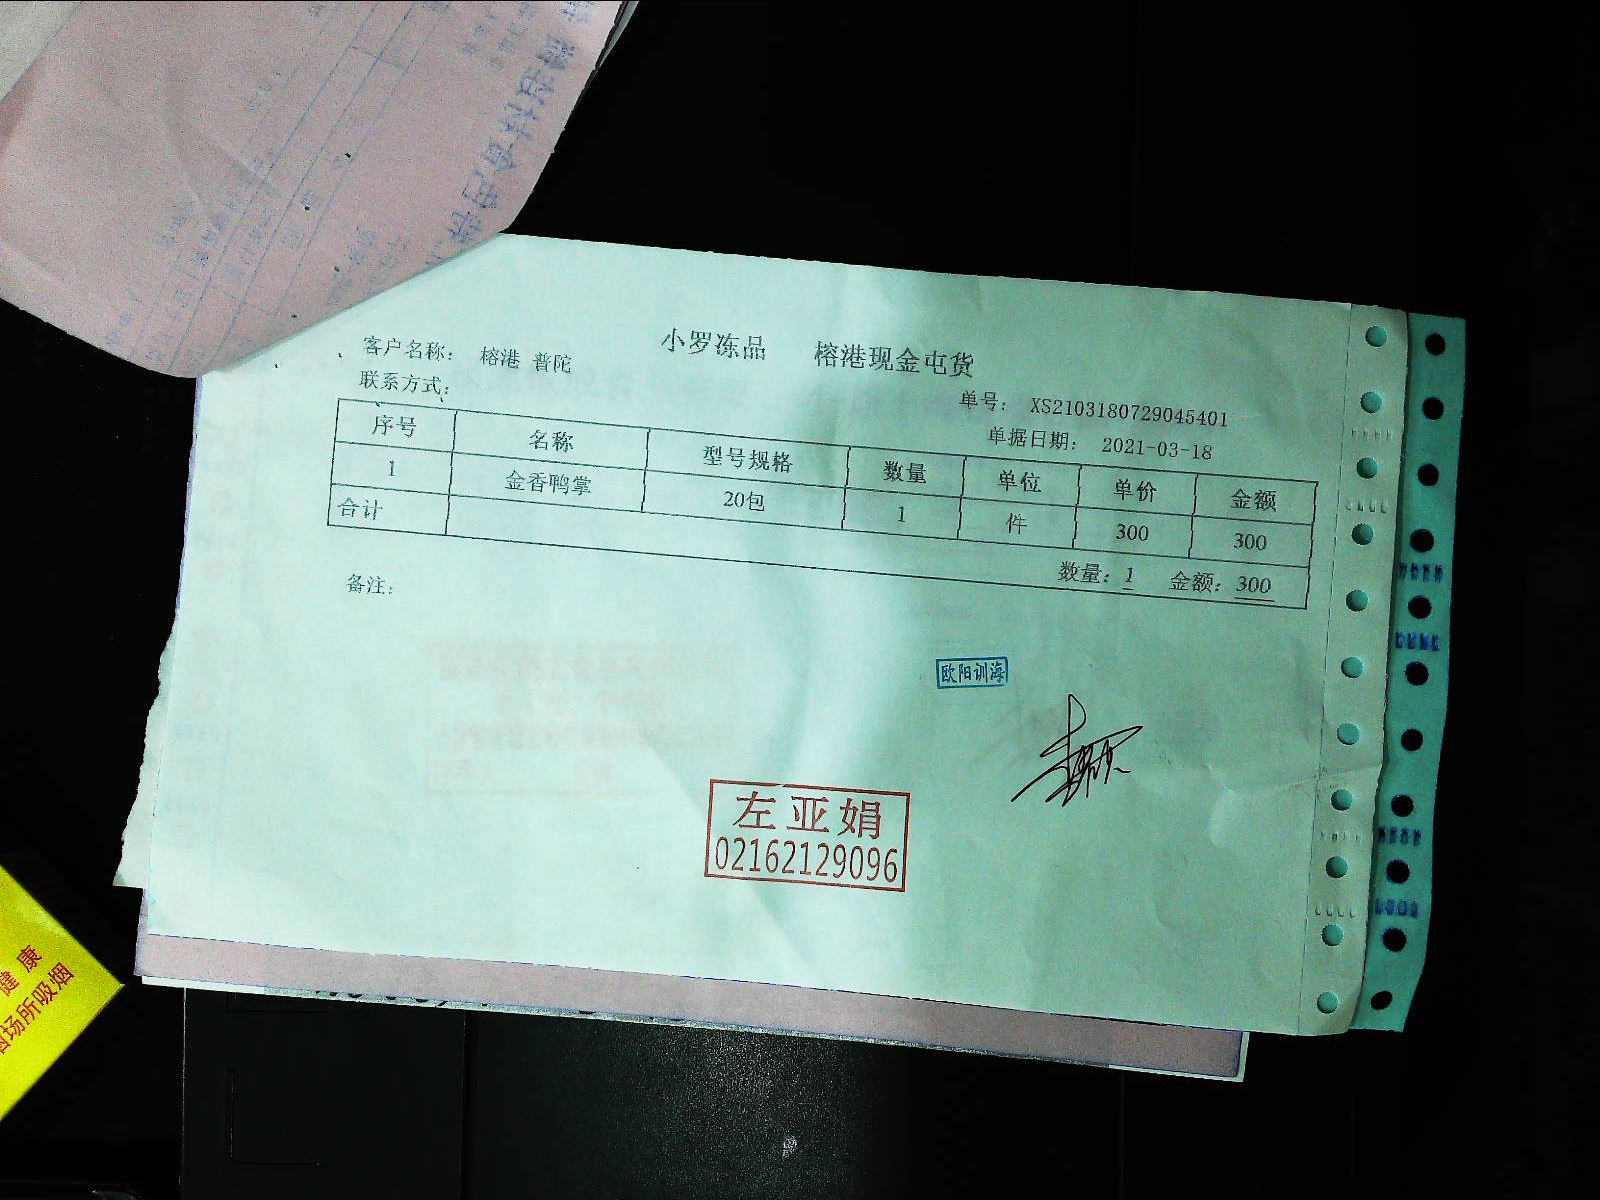 小罗冻品 榕港现金屯货
客户名称： 榕港 普陀
联系方式：
单号： XS2103180729045401
单据日期： 2021-03-18
序号 名称 型号规格 数量 单位 单价 金额
1 金香鸭掌 20包 1 件 300 300
合计
数量：1 金额：300
备注：
欧阳训海
左亚娟
02162129096
健康
场所吸烟